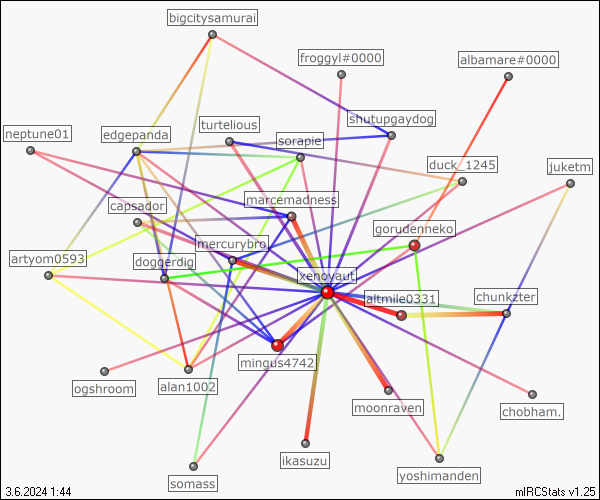 bigcitysamurai
froggyl#0000
albamare#0000
shutupgaydog
turtelious
neptune01
edgepanda
sorapie
duck_1245
juketm
marcemadness
capsador
gorudenneko
mercurybro.
artyom0593
doggerdig
xenoyaut
altmile0331
chunkzter
mingus4742
ogshroom
alan1002
moonraven
chobham.
ikasuzu
somass
yoshimanden
3.6.2024 1:44
mIRCStats v1.25